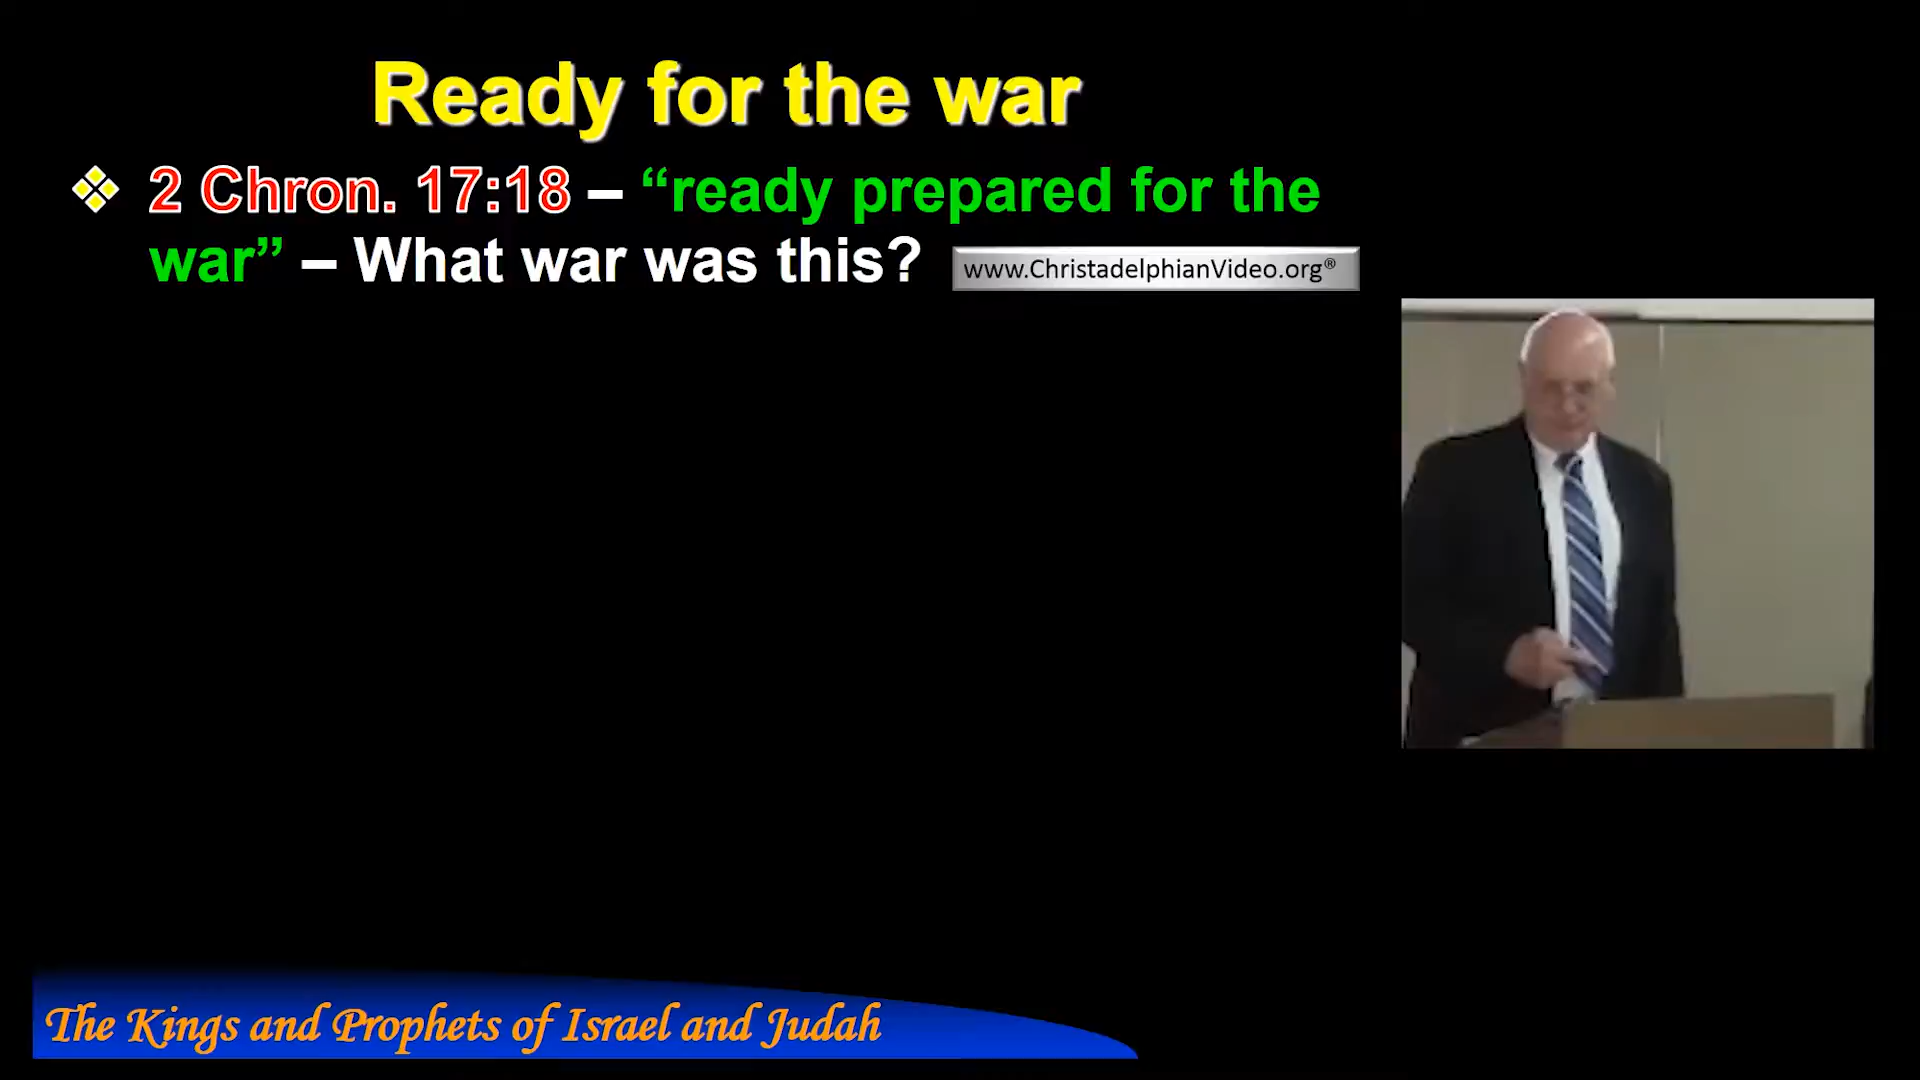 Ready for the war
2 Chron. 17:18 – “ready prepared for the
war” – What war was this?
www.ChristadelphianVideo.org®
The Kings and Prophets of Israel and Judah